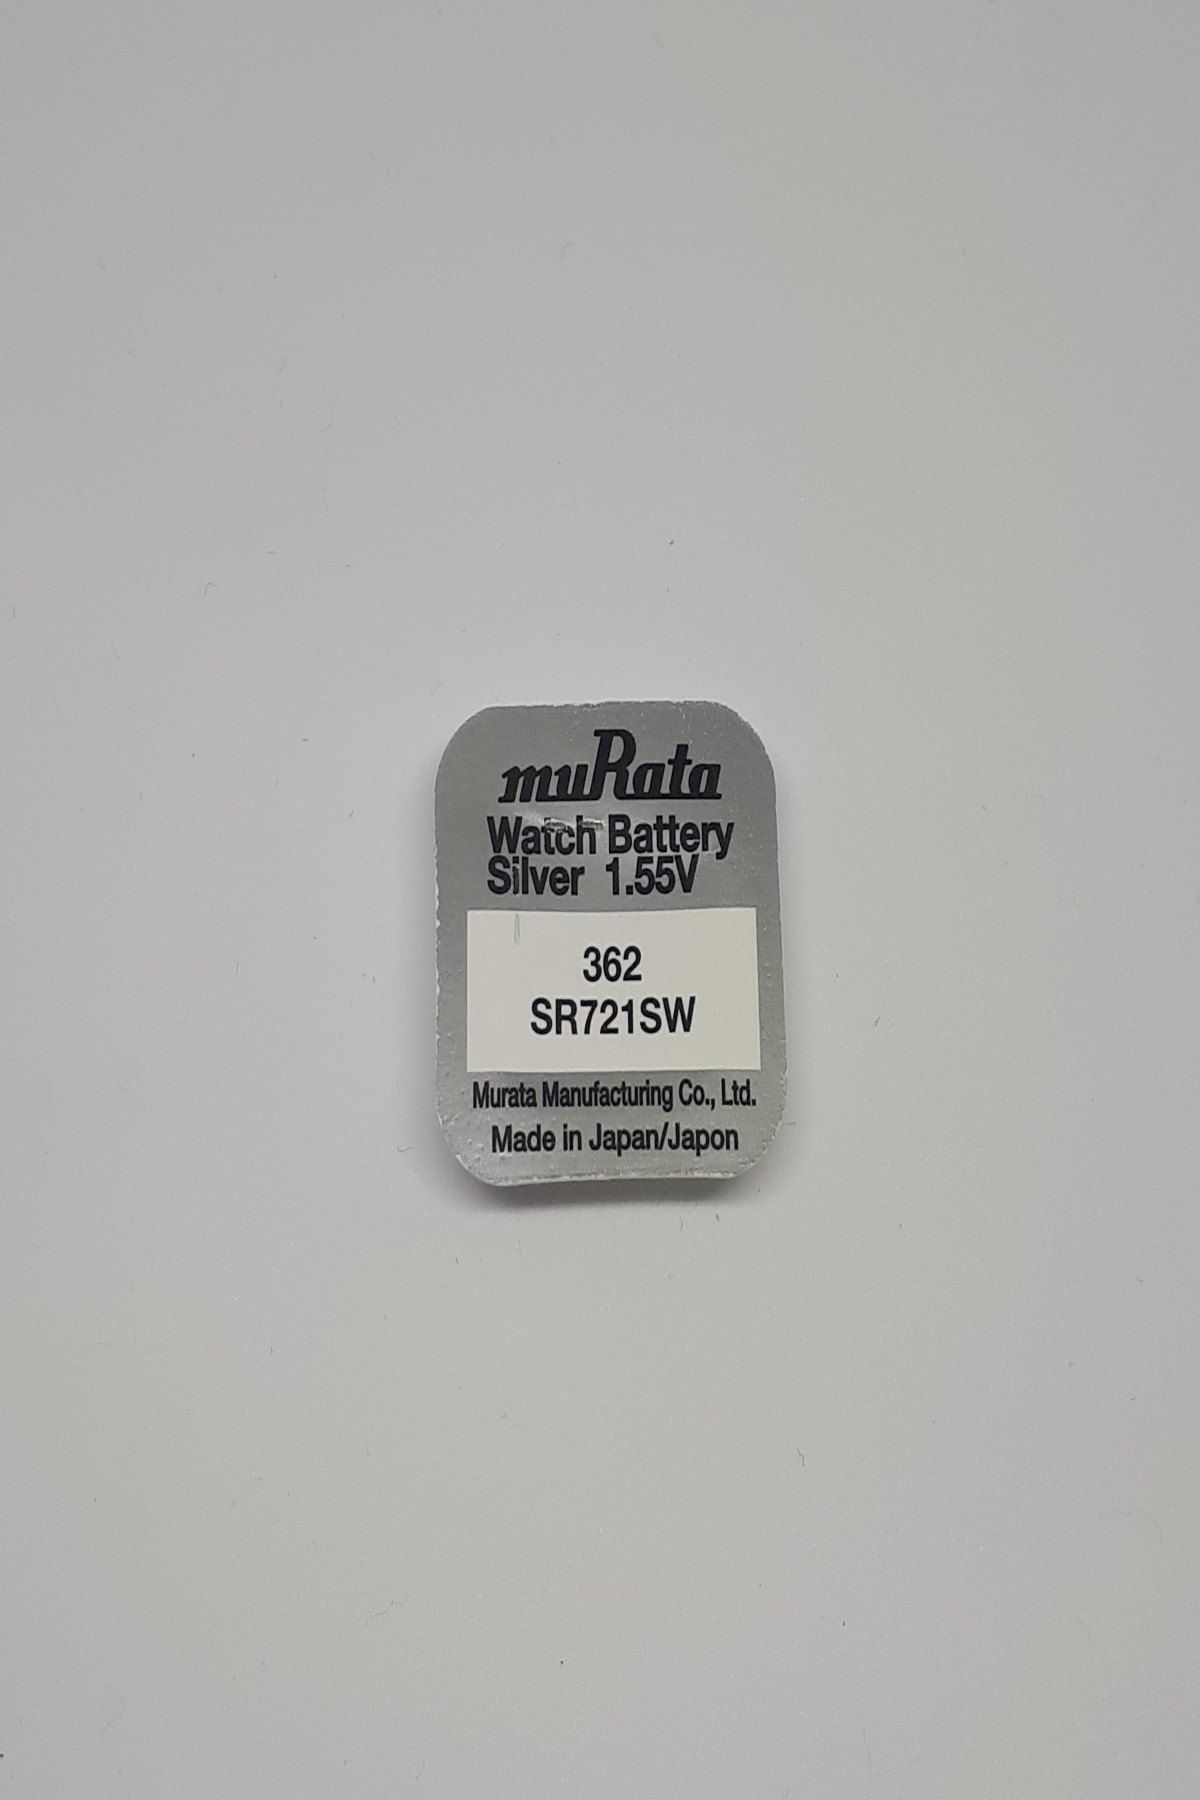 muRata
Watch Battery
Silver 1.55V
362
SR721SW
Murata Manufacturing Co., Ltd.
Made in Japan/Japon